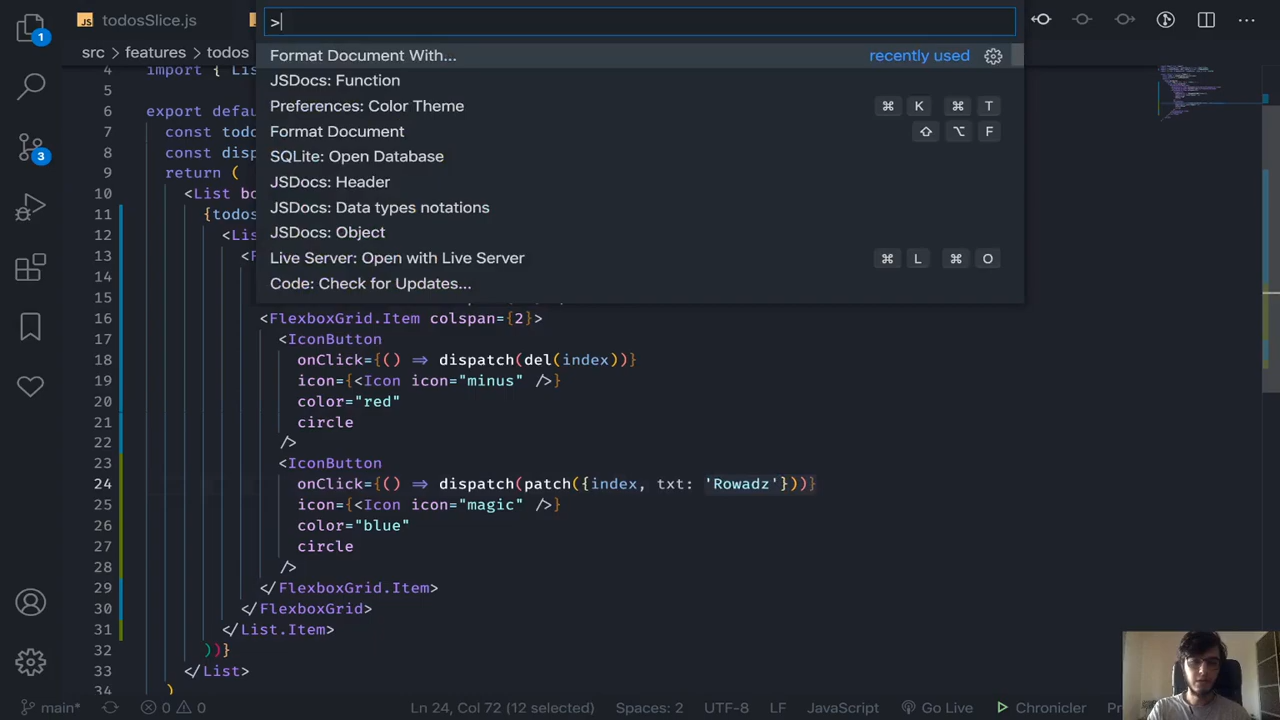 JS todosSlice.js
>
src > features > todos
Format Document With... recently used
JSDocs: Function
Preferences: Color Theme ⌘ K ⌘ T
Format Document ⇧ ⌥ F
SQLite: Open Database
JSDocs: Header
JSDocs: Data types notations
JSDocs: Object
Live Server: Open with Live Server ⌘ L ⌘ O
Code: Check for Updates...
1
3
4 import { Lis
5
6 export defau
7 const todo
8 const disp
9 return (
10 <List bo
11 {todos
12 <Lis
13 <F
14
15
16 <FlexboxGrid.Item colspan={2}>
17 <IconButton
18 onClick={() => dispatch(del(index))}
19 icon={<Icon icon="minus" />}
20 color="red"
21 circle
22 />
23 <IconButton
24 onClick={() => dispatch(patch({index, txt: 'Rowadz'}))}
25 icon={<Icon icon="magic" />}
26 color="blue"
27 circle
28 />
29 </FlexboxGrid.Item>
30 </FlexboxGrid>
31 </List.Item>
32 ))}
33 </List>
34 )
main* 0 0 Ln 24, Col 72 (12 selected) Spaces: 2 UTF-8 LF JavaScript Go Live Chronicler